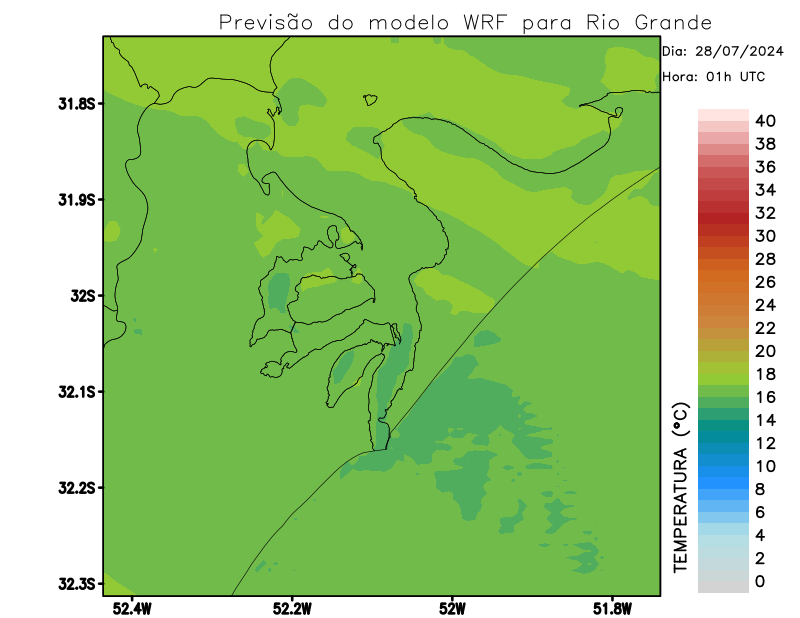 Previsão do modelo WRF para Rio Grande
Dia: 28/07/2024
Hora: 01h UTC
31.8S
31.9S
32S
32.1S
32.2S
32.3S
52.4W
52.2W
52W
51.8W
TEMPERATURA (°C)
40
38
36
34
32
30
28
26
24
22
20
18
16
14
12
10
8
6
4
2
0